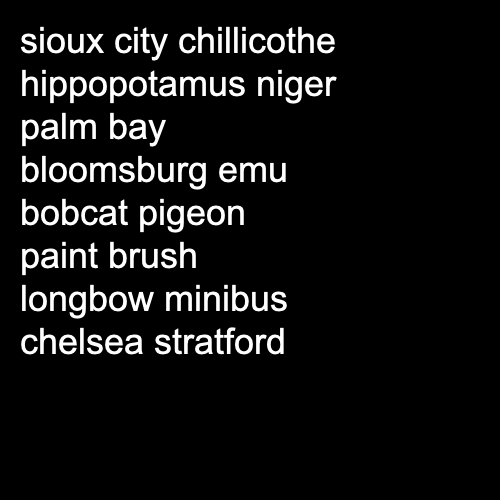 sioux city chillicothe
hippopotamus niger
palm bay
bloomsburg emu
bobcat pigeon
paint brush
longbow minibus
chelsea stratford